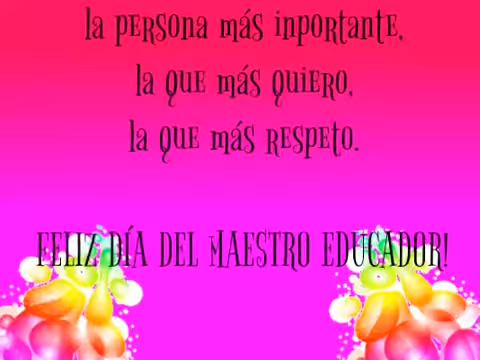 la persona más inportante,
la que más quiero,
la que más respeto.
FELIZ DÍA DEL MAESTRO EDUCADOR!